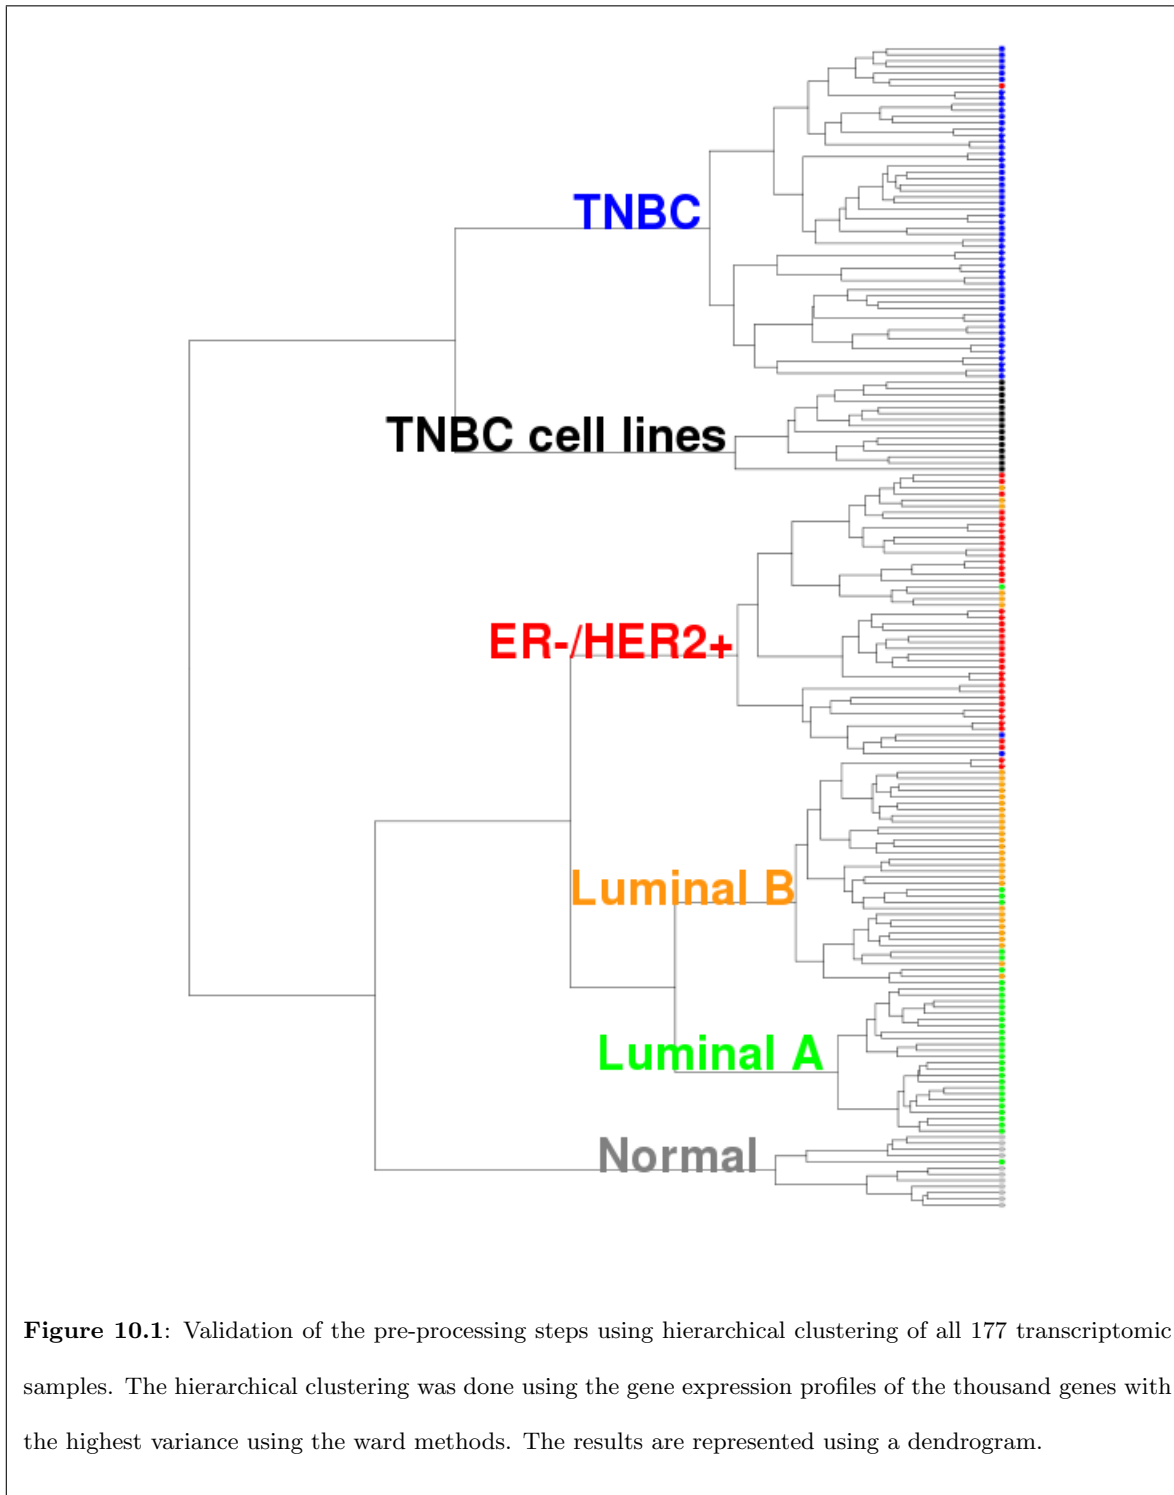 TNBC
TNBC cell lines
ER-/HER2+
Luminal B
Luminal A
Normal
Figure 10.1: Validation of the pre-processing steps using hierarchical clustering of all 177 transcriptomic
samples. The hierarchical clustering was done using the gene expression profiles of the thousand genes with
the highest variance using the ward methods. The results are represented using a dendrogram.